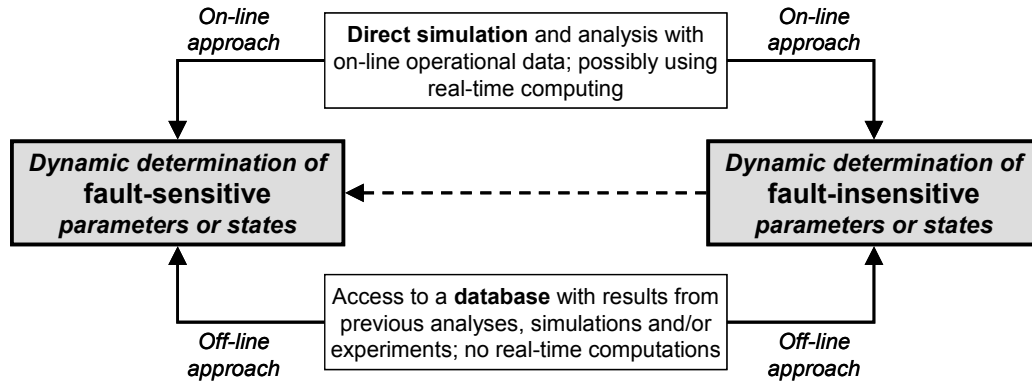 On-line
approach
Direct simulation and analysis with
on-line operational data; possibly using
real-time computing
On-line
approach
Dynamic determination of
fault-sensitive
parameters or states
Dynamic determination of
fault-insensitive
parameters or states
Off-line
approach
Access to a database with results from
previous analyses, simulations and/or
experiments; no real-time computations
Off-line
approach